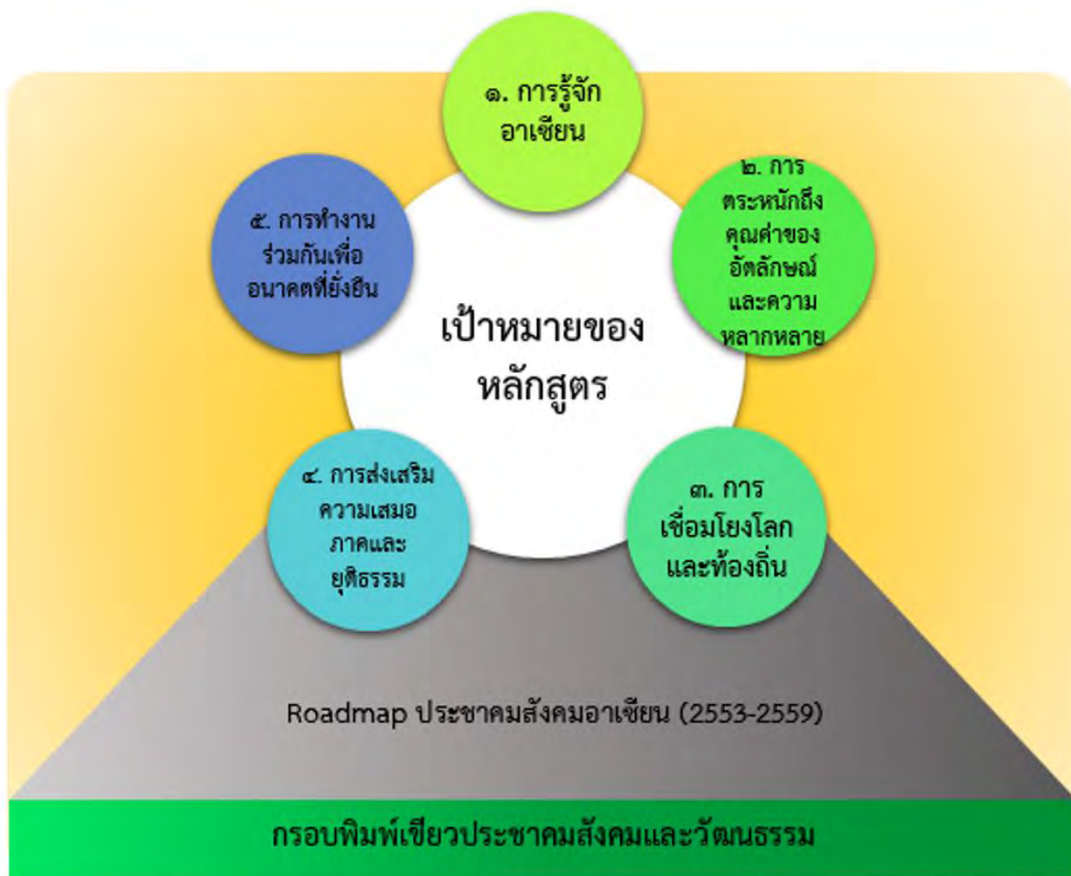 ๑. การรู้จัก
อาเซียน
๒. การ
ตระหนักถึง
คุณค่าของ
อัตลักษณ์
และความ
หลากหลาย
๓. การ
เชื่อมโยงโลก
และท้องถิ่น
๔. การส่งเสริม
ความเสมอ
ภาคและ
ยุติธรรม
๕. การทำงาน
ร่วมกันเพื่อ
อนาคตที่ยั่งยืน
เป้าหมายของ
หลักสูตร
Roadmap ประชาคมสังคมอาเซียน (2553-2559)
กรอบพิมพ์เขียวประชาคมสังคมและวัฒนธรรม